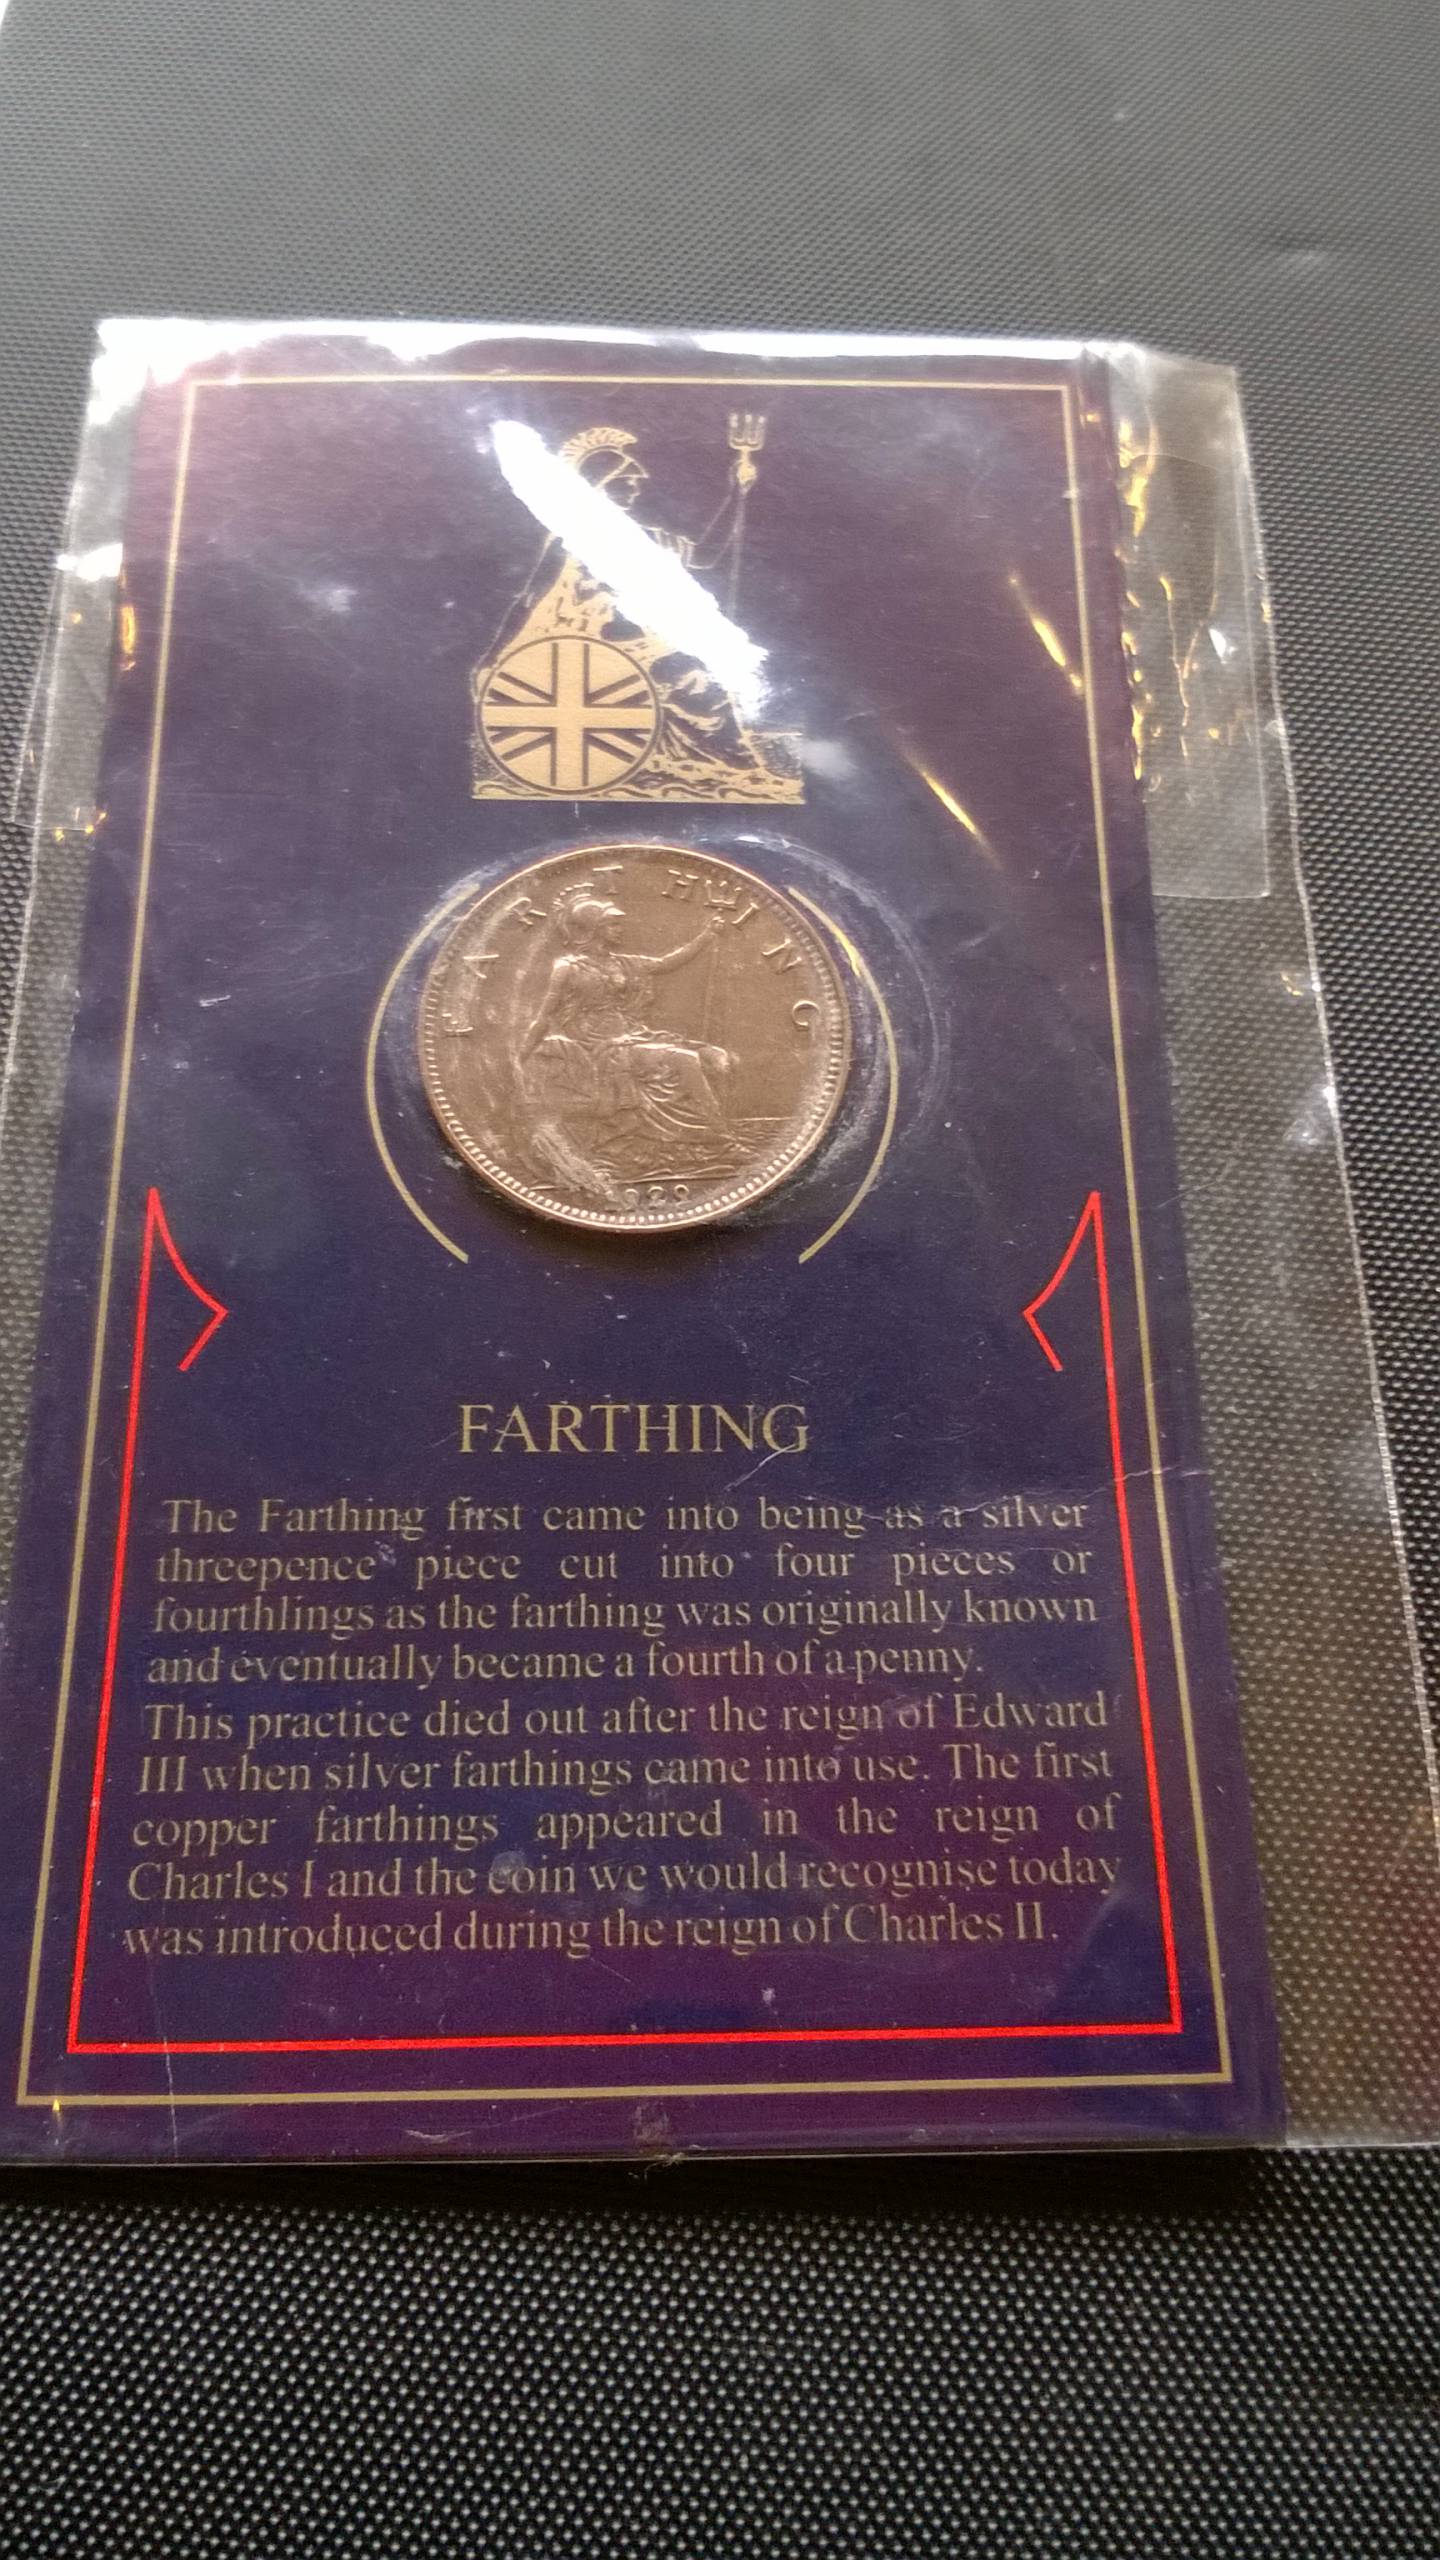 FARTHING
1929
FARTHING
The Farthing first came into being as a silver
threepence piece cut into four pieces or
fourthlings as the farthing was originally known
and eventually became a fourth of a penny.
This practice died out after the reign of Edward
III when silver farthings came into use. The first
copper farthings appeared in the reign of
Charles I and the coin we would recognise today
was introduced during the reign of Charles II.